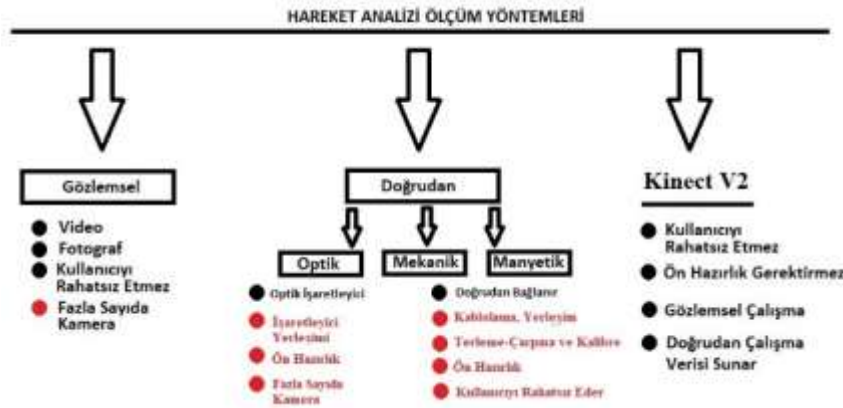 HAREKET ANALİZİ ÖLÇÜM YÖNTEMLERİ
Gözlemsel
Video
Fotograf
Kullanıcıyı
Rahatsız Etmez
Fazla Sayıda
Kamera
Doğrudan
Optik
Mekanik
Manyetik
Optik İşaretleyici
İşaretleyici
Yerleşimi
Ön Hazırlık
Fazla Sayıda
Kamera
Doğrudan Bağlanır
Kablolama, Yerleşim
Terleme-Çarpma ve Kalibre
Ön Hazırlık
Kullanıcıyı Rahatsız Eder
Kinect V2
Kullanıcıyı
Rahatsız Etmez
Ön Hazırlık Gerektirmez
Gözlemsel Çalışma
Doğrudan Çalışma
Verisi Sunar